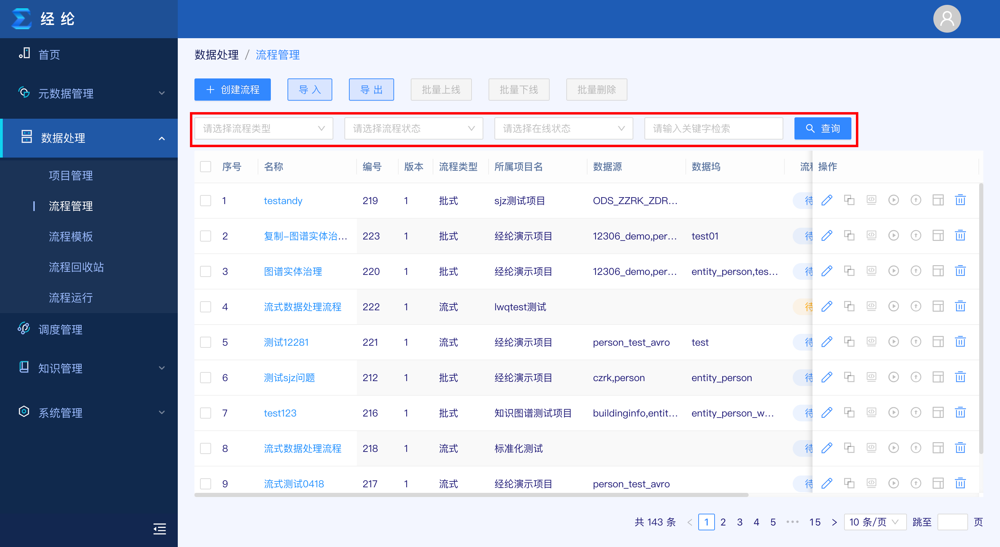 经纶
首页
元数据管理
数据处理
项目管理
流程管理
流程模板
流程回收站
流程运行
调度管理
知识管理
系统管理
数据处理 / 流程管理
创建流程 导入 导出 批量上线 批量下线 批量删除
请选择流程类型 请选择流程状态 请选择在线状态 请输入关键字检索 查询
序号 名称 编号 版本 流程类型 所属项目名 数据源 数据坞 流程 操作
1 testandy 219 1 批式 sjz测试项目 ODS_ZZRK_ZDR... 待
2 复制-图谱实体治... 223 1 批式 经纶演示项目 12306_demo,per... test01 待
3 图谱实体治理 220 1 批式 经纶演示项目 12306_demo,per... entity_person,tes... 待
4 流式数据处理流程 222 1 流式 lwqtest测试 待
5 测试12281 221 1 流式 经纶演示项目 person_test_avro test 待
6 测试sjz问题 212 1 批式 经纶演示项目 czrk,person entity_person 待
7 test123 216 1 批式 知识图谱测试项目 buildinginfo,entit... entity_person_w... 待
8 流式数据处理流程 218 1 流式 标准化测试 待
9 流式测试0418 217 1 流式 经纶演示项目 person_test_avro 待
共 143 条 < 1 2 3 4 5 ••• 15 > 10 条/页 跳至 页